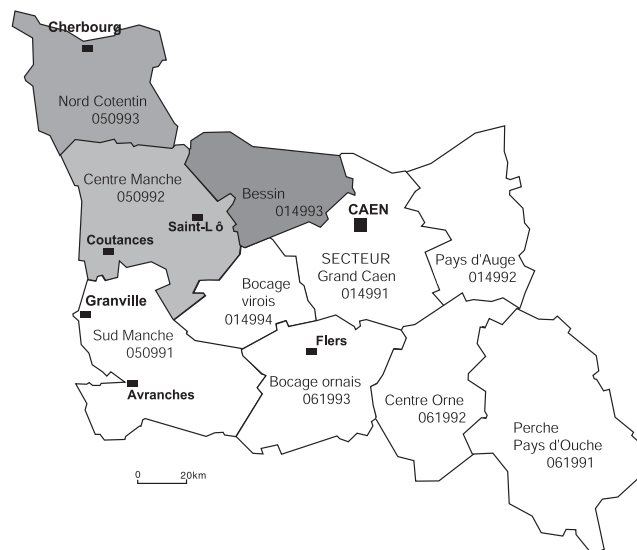 Cherbourg
Nord Cotentin
050993
Centre Manche
050992
Saint-L ô
Coutances
Bessin
014993
CAEN
SECTEUR
Grand Caen
014991
Pays d'Auge
014992
Bocage
virois
014994
Granville
Sud Manche
050991
Avranches
Flers
Bocage ornais
061993
Centre Orne
061992
Perche
Pays d'Ouche
061991
0 20km